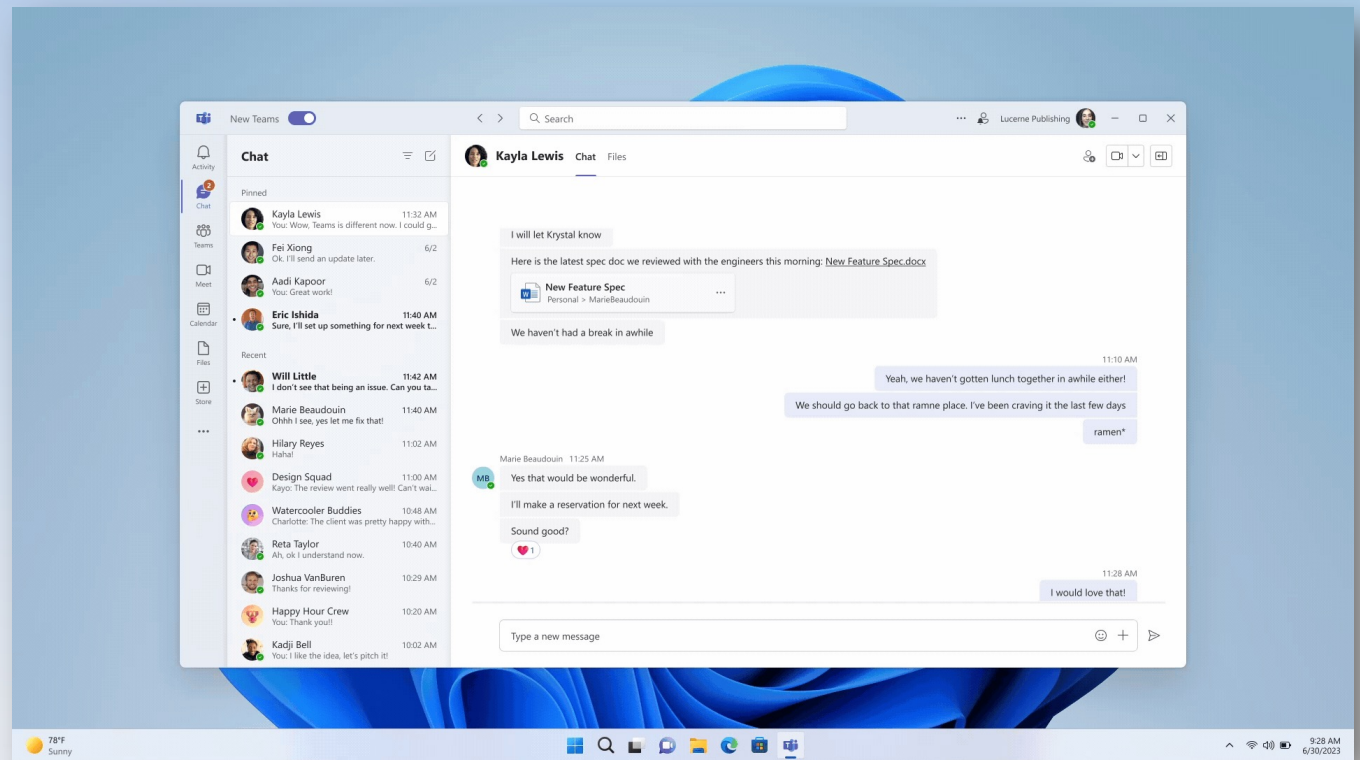 New Teams
Search
Lucerne Publishing
Activity
2
Chat
Teams
Meet
Calendar
Files
Store
Chat
Pinned
Kayla Lewis 11:32 AM
You: Wow, Teams is different now. I could g...
Fei Xiong 6/2
Ok. I'll send an update later.
Aadi Kapoor 6/2
You: Great work!
Eric Ishida 11:40 AM
Sure, I'll set up something for next week t...
Recent
Will Little 11:42 AM
I don't see that being an issue. Can you ta...
Marie Beaudouin 11:40 AM
Ohhh I see, yes let me fix that!
Hilary Reyes 11:02 AM
Haha!
Design Squad 11:00 AM
Kayo: The review went really well! Can't wai...
Watercooler Buddies 10:48 AM
Charlotte: The client was pretty happy with...
Reta Taylor 10:40 AM
Ah, ok I understand now.
Joshua VanBuren 10:29 AM
Thanks for reviewing!
Happy Hour Crew 10:20 AM
You: Thank you!!
Kadji Bell 10:02 AM
You: I like the idea, let's pitch it!
Kayla Lewis Chat Files
I will let Krystal know
Here is the latest spec doc we reviewed with the engineers this morning: New Feature Spec.docx
New Feature Spec
Personal > MarieBeaudouin
We haven't had a break in awhile
11:10 AM
Yeah, we haven't gotten lunch together in awhile either!
We should go back to that ramne place. I've been craving it the last few days
ramen*
Marie Beaudouin 11:25 AM
MB
Yes that would be wonderful.
I'll make a reservation for next week.
Sound good?
1
11:28 AM
I would love that!
Type a new message
78°F
Sunny
9:28 AM
6/30/2023